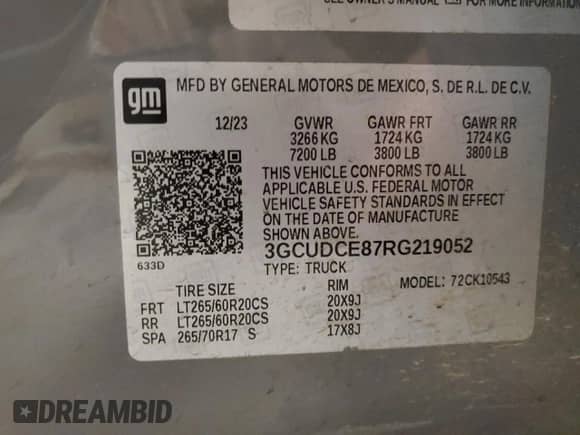 SEE OWNER'S MANUAL FOR MORE INFORMATION
gm
MFD BY GENERAL MOTORS DE MEXICO, S. DE R.L. DE C.V.
12/23 GVWR GAWR FRT GAWR RR
3266 KG 1724 KG 1724 KG
7200 LB 3800 LB 3800 LB
THIS VEHICLE CONFORMS TO ALL
APPLICABLE U.S. FEDERAL MOTOR
VEHICLE SAFETY STANDARDS IN EFFECT
ON THE DATE OF MANUFACTURE
SHOWN ABOVE.
3GCUDCE87RG219052
633D
TYPE: TRUCK MODEL: 72CK10543
TIRE SIZE RIM
FRT LT265/60R20CS 20X9J
RR LT265/60R20CS 20X9J
SPA 265/70R17 S 17X8J
DREAMBID